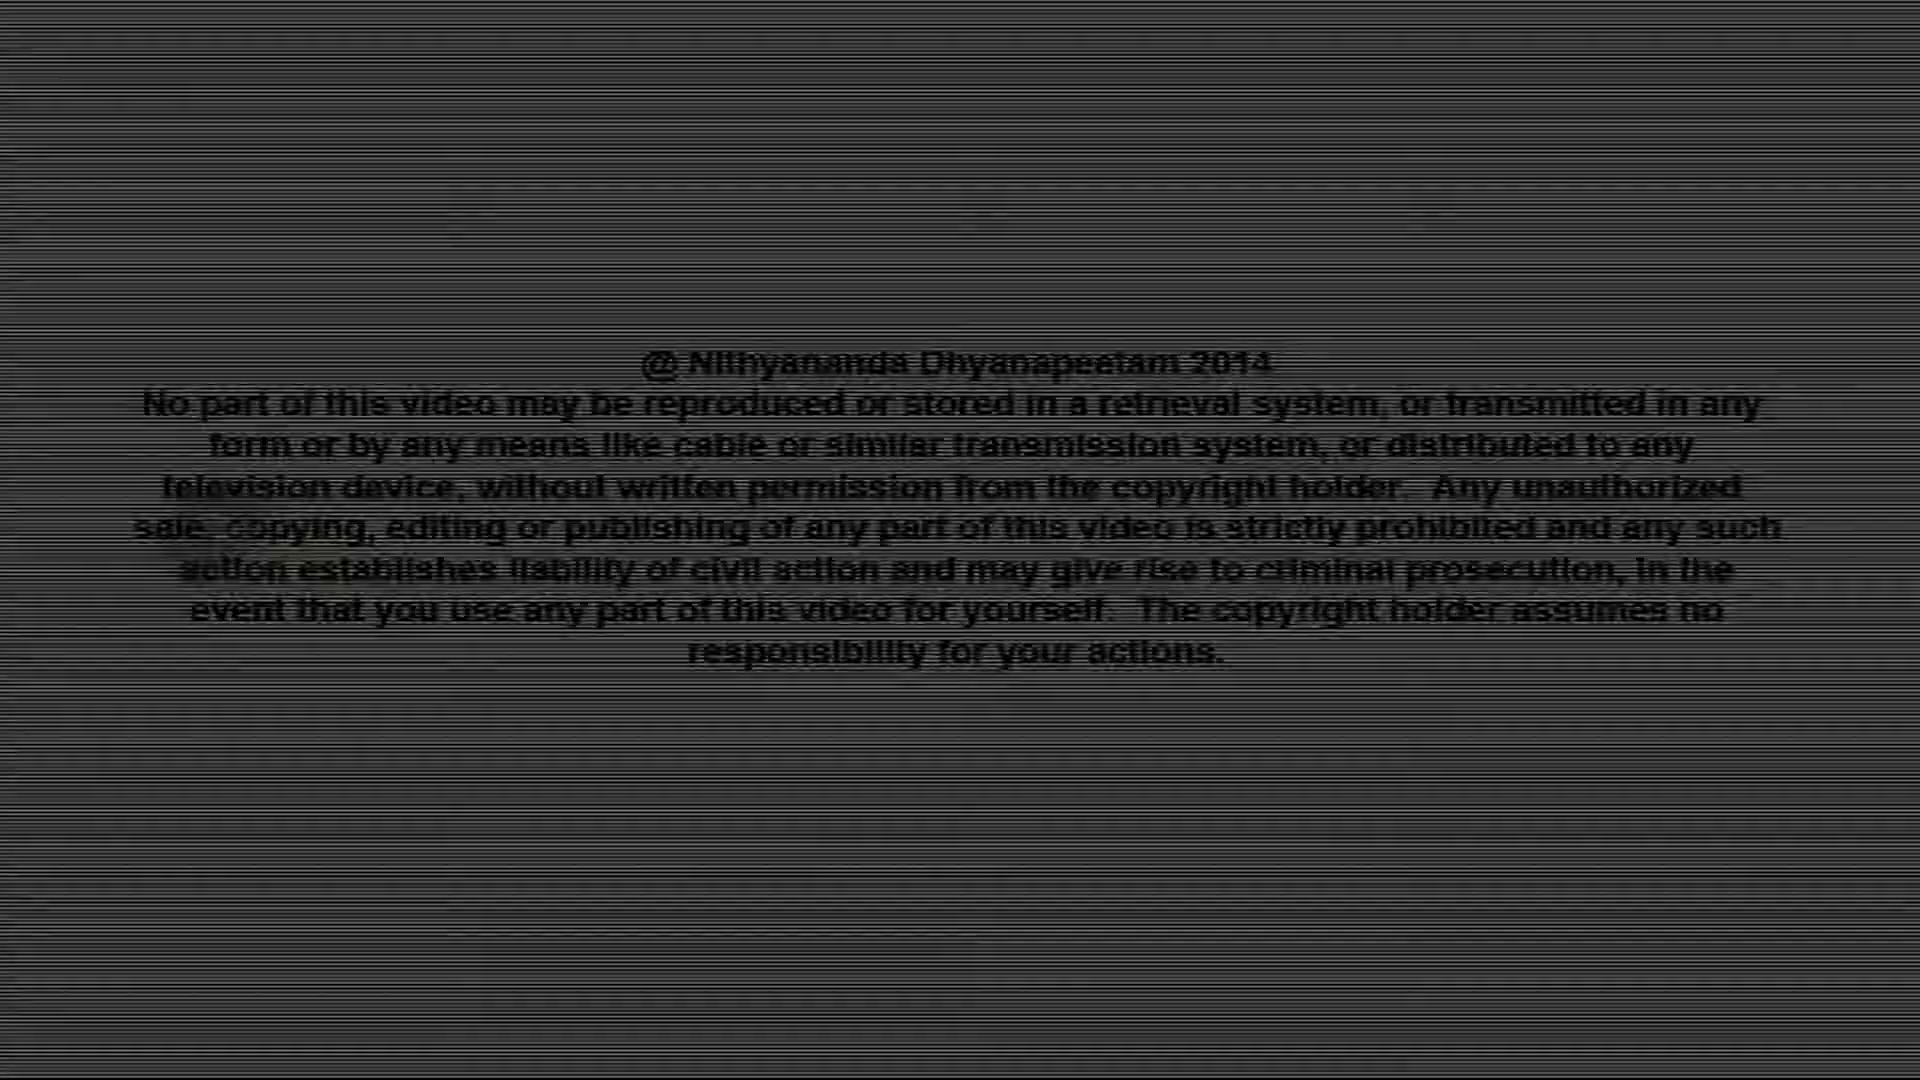 @ Nithyananda Dhyanapeetam 2014
No part of this video may be reproduced or stored in a retrieval system, or transmitted in any
form or by any means like cable or similar transmission system, or distributed to any
television device, without written permission from the copyright holder. Any unauthorized
sale, copying, editing or publishing of any part of this video is strictly prohibited and any such
action establishes liability of civil action and may give rise to criminal prosecution, in the
event that you use any part of this video for yourself. The copyright holder assumes no
responsibility for your actions.